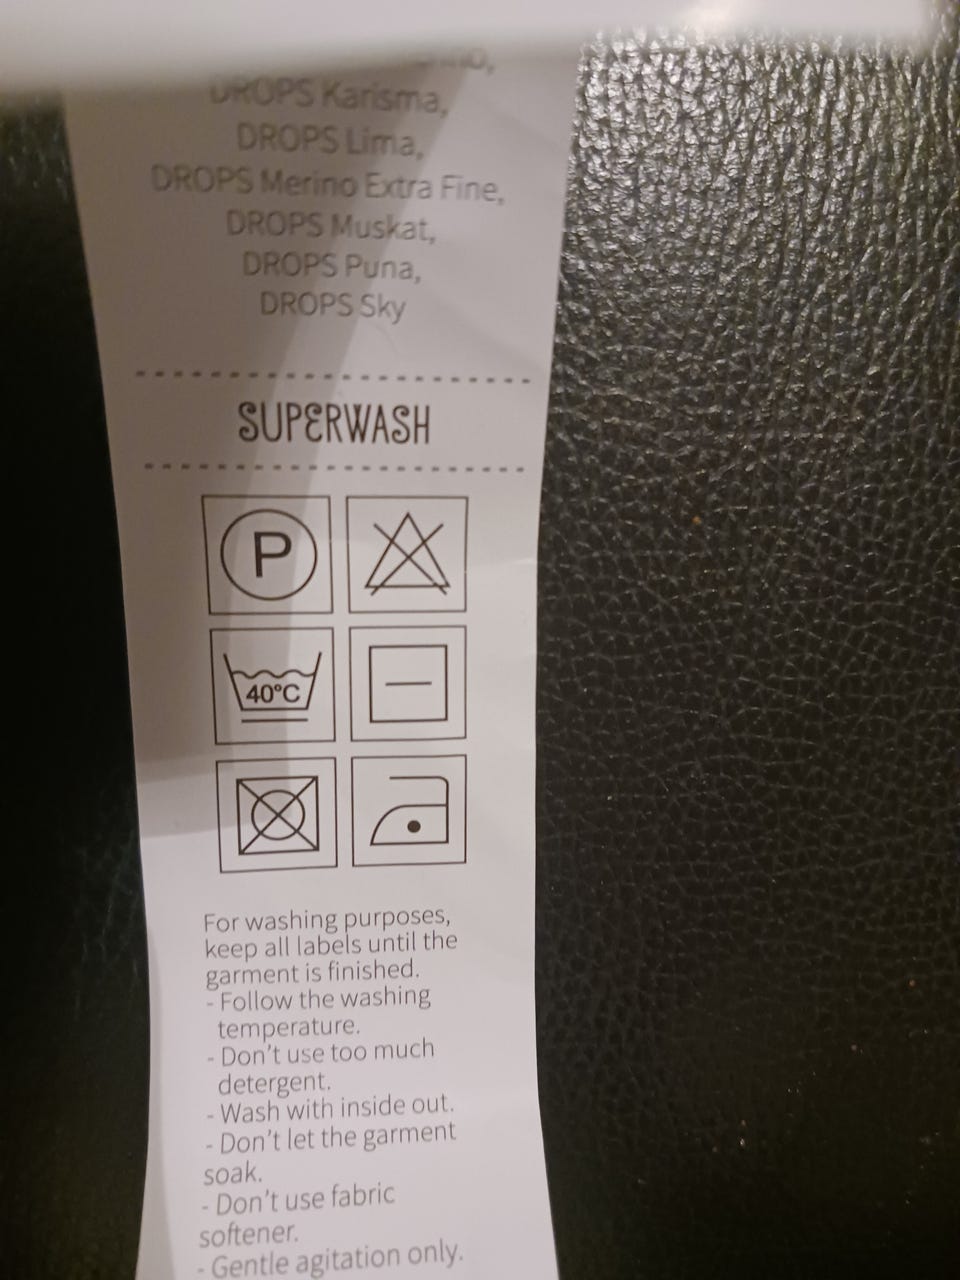 DROPS Karisma,
DROPS Lima,
DROPS Merino Extra Fine,
DROPS Muskat,
DROPS Puna,
DROPS Sky
SUPERWASH
P
40°C
For washing purposes,
keep all labels until the
garment is finished.
- Follow the washing
temperature.
- Don't use too much
detergent.
- Wash with inside out.
- Don't let the garment
soak.
- Don't use fabric
softener.
- Gentle agitation only.